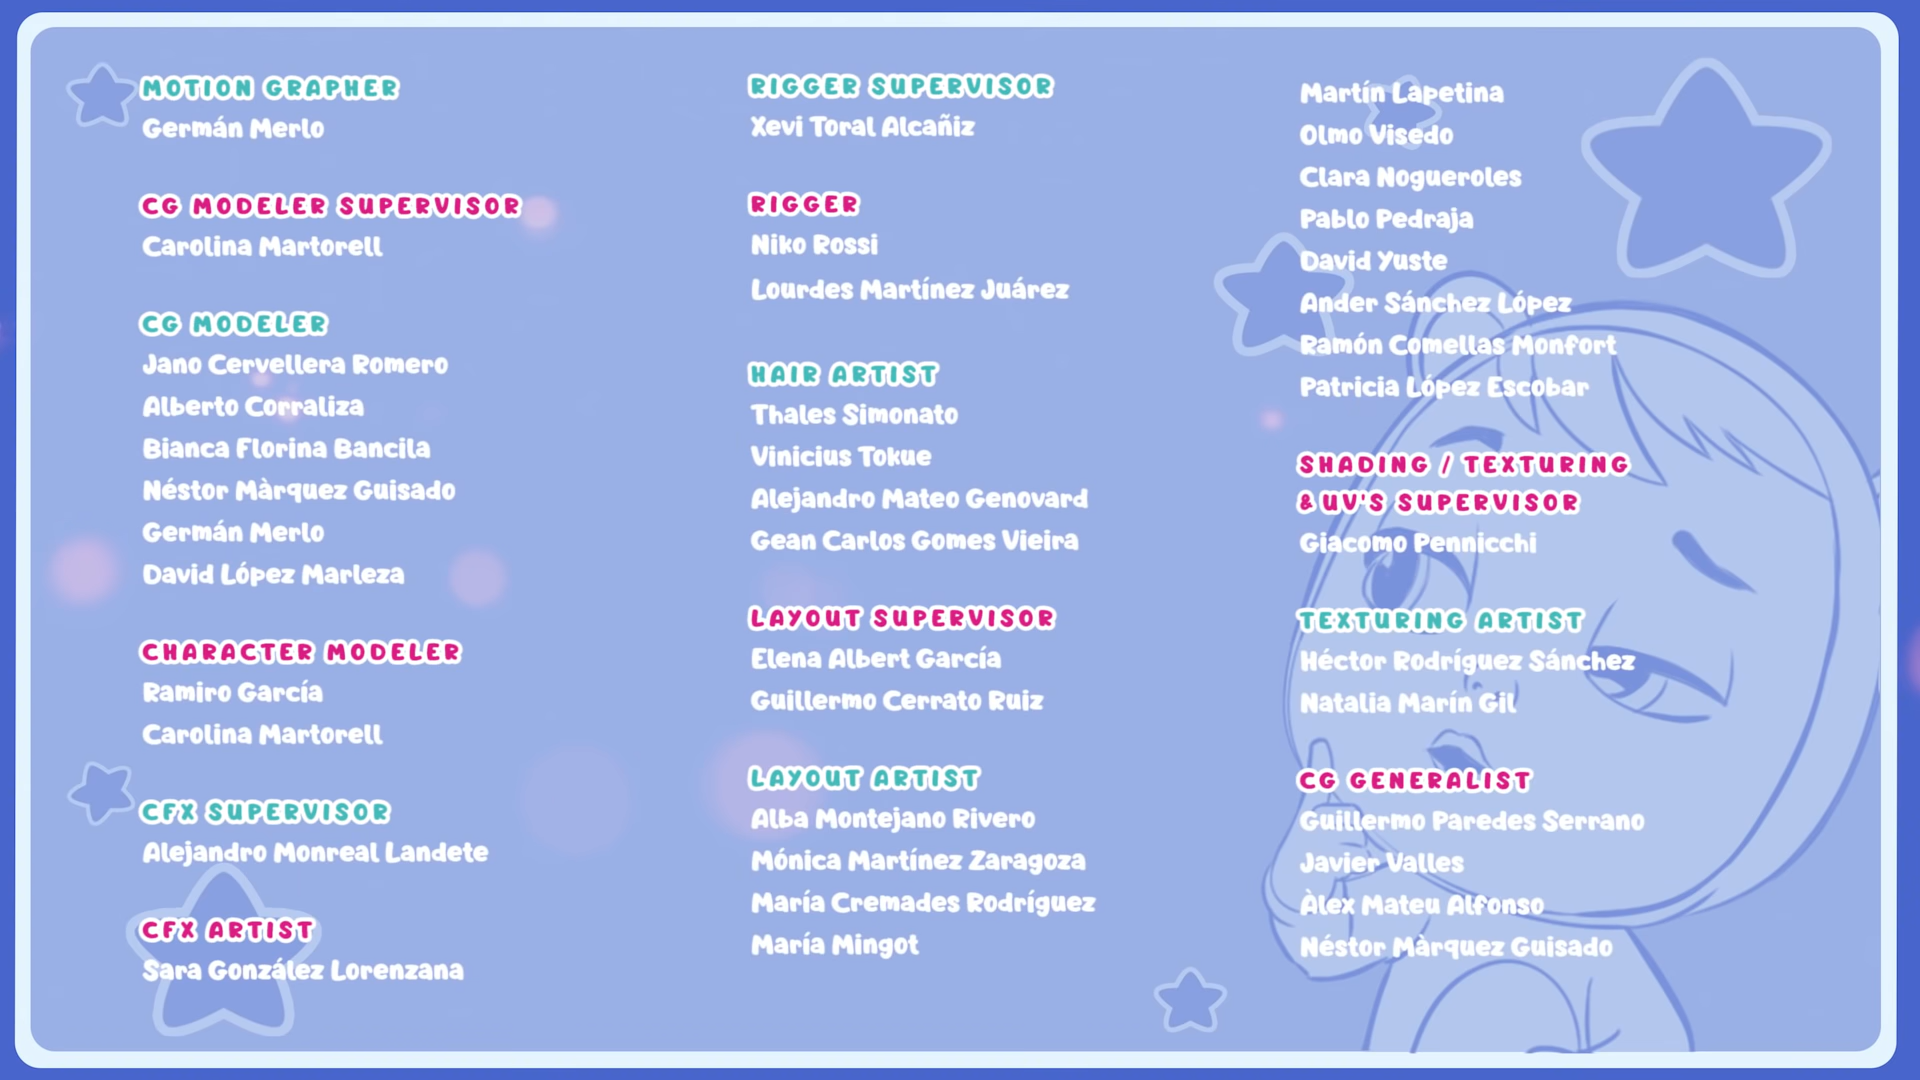 MOTION GRAPHER
Germán Merlo
CG MODELER SUPERVISOR
Carolina Martorell
CG MODELER
Jano Cervellera Romero
Alberto Corraliza
Bianca Florina Bancila
Néstor Màrquez Guisado
Germán Merlo
David López Marleza
CHARACTER MODELER
Ramiro García
Carolina Martorell
CFX SUPERVISOR
Alejandro Monreal Landete
CFX ARTIST
Sara González Lorenzana
RIGGER SUPERVISOR
Xevi Toral Alcañiz
RIGGER
Niko Rossi
Lourdes Martínez Juárez
HAIR ARTIST
Thales Simonato
Vinicius Tokue
Alejandro Mateo Genovard
Gean Carlos Gomes Vieira
LAYOUT SUPERVISOR
Elena Albert García
Guillermo Cerrato Ruiz
LAYOUT ARTIST
Alba Montejano Rivero
Mónica Martínez Zaragoza
María Cremades Rodríguez
María Mingot
Martín Lapetina
Olmo Visedo
Clara Nogueroles
Pablo Pedraja
David Yuste
Ander Sánchez López
Ramón Comellas Monfort
Patricia López Escobar
SHADING / TEXTURING
& UV'S SUPERVISOR
Giacomo Pennicchi
TEXTURING ARTIST
Héctor Rodríguez Sánchez
Natalia Marín Gil
CG GENERALIST
Guillermo Paredes Serrano
Javier Valles
Àlex Mateu Alfonso
Néstor Màrquez Guisado